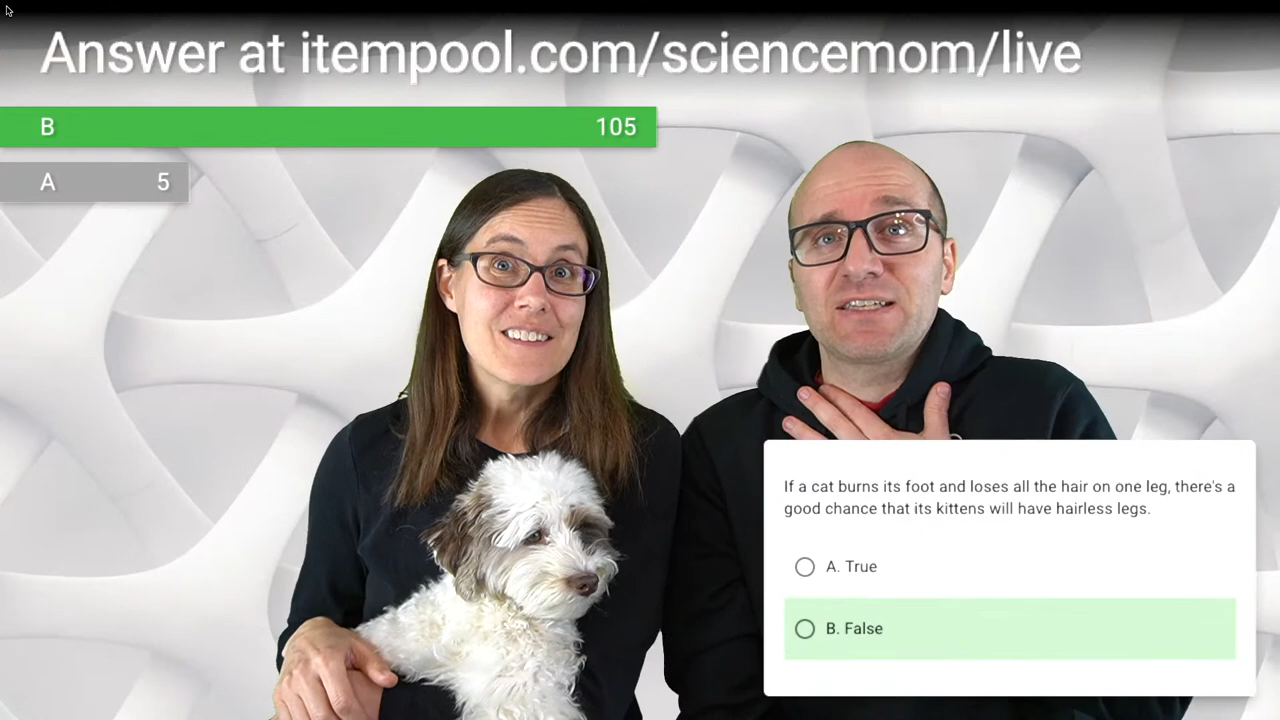 Answer at itempool.com/sciencemom/live
B 105
A 5
If a cat burns its foot and loses all the hair on one leg, there's a
good chance that its kittens will have hairless legs.
A. True
B. False